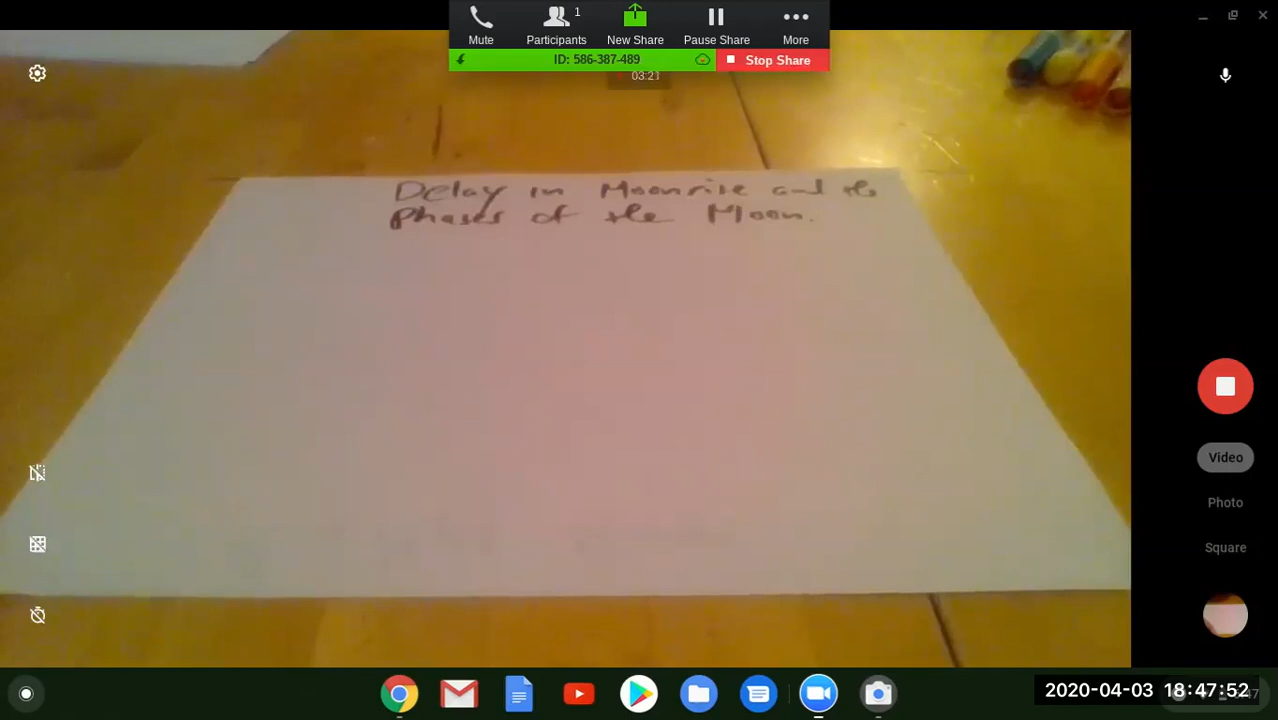 Mute
Participants
1
New Share
Pause Share
More
ID: 586-387-489
Stop Share
03:21
Delay in Moonrise and the
phases of the Moon.
Video
Photo
Square
2020-04-03 18:47:52